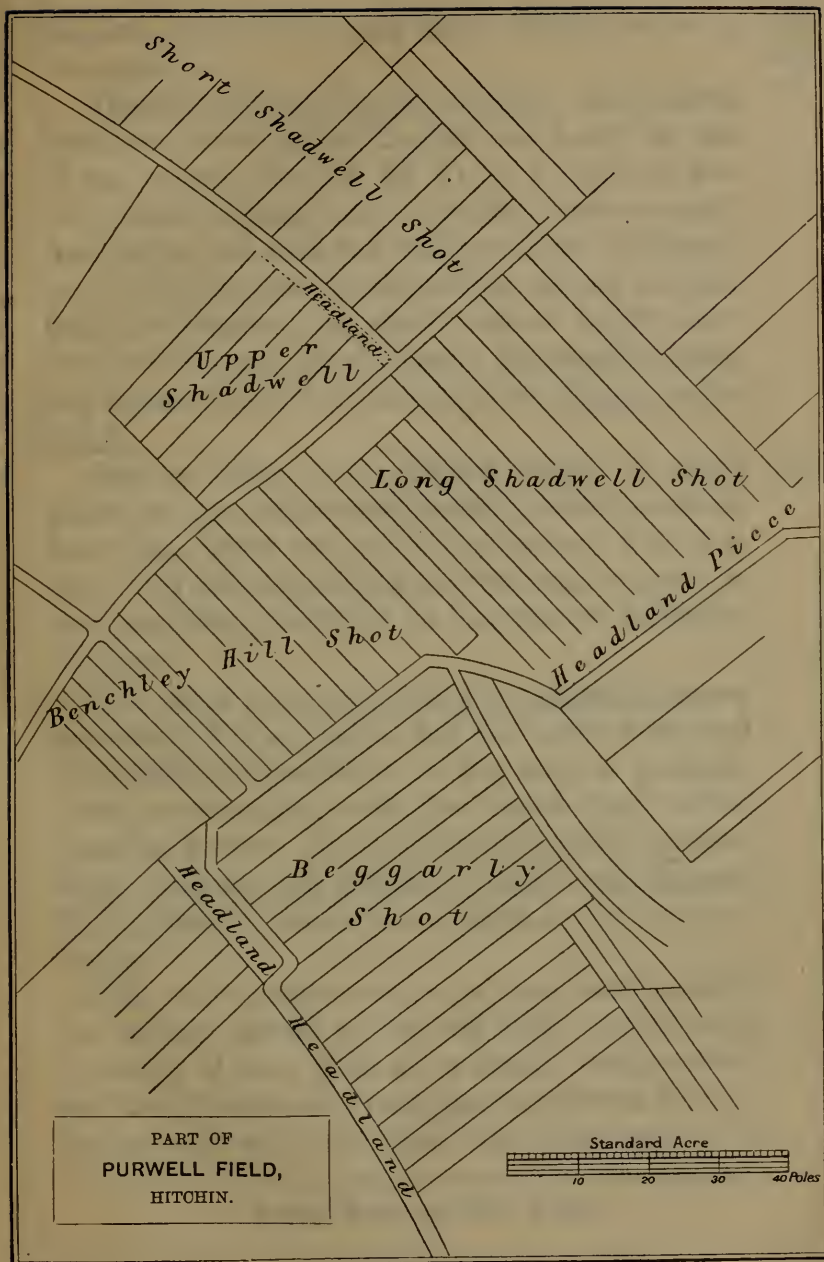 Short Shadwell Shot
Headland
Upper
Shadwell
Long Shadwell Shot
Headland Piece
Benchley Hill Shot
Beggarly
Shot
Headland
Headland
PART OF
PURWELL FIELD,
HITCHIN.
Standard Acre
10 20 30 40 Poles